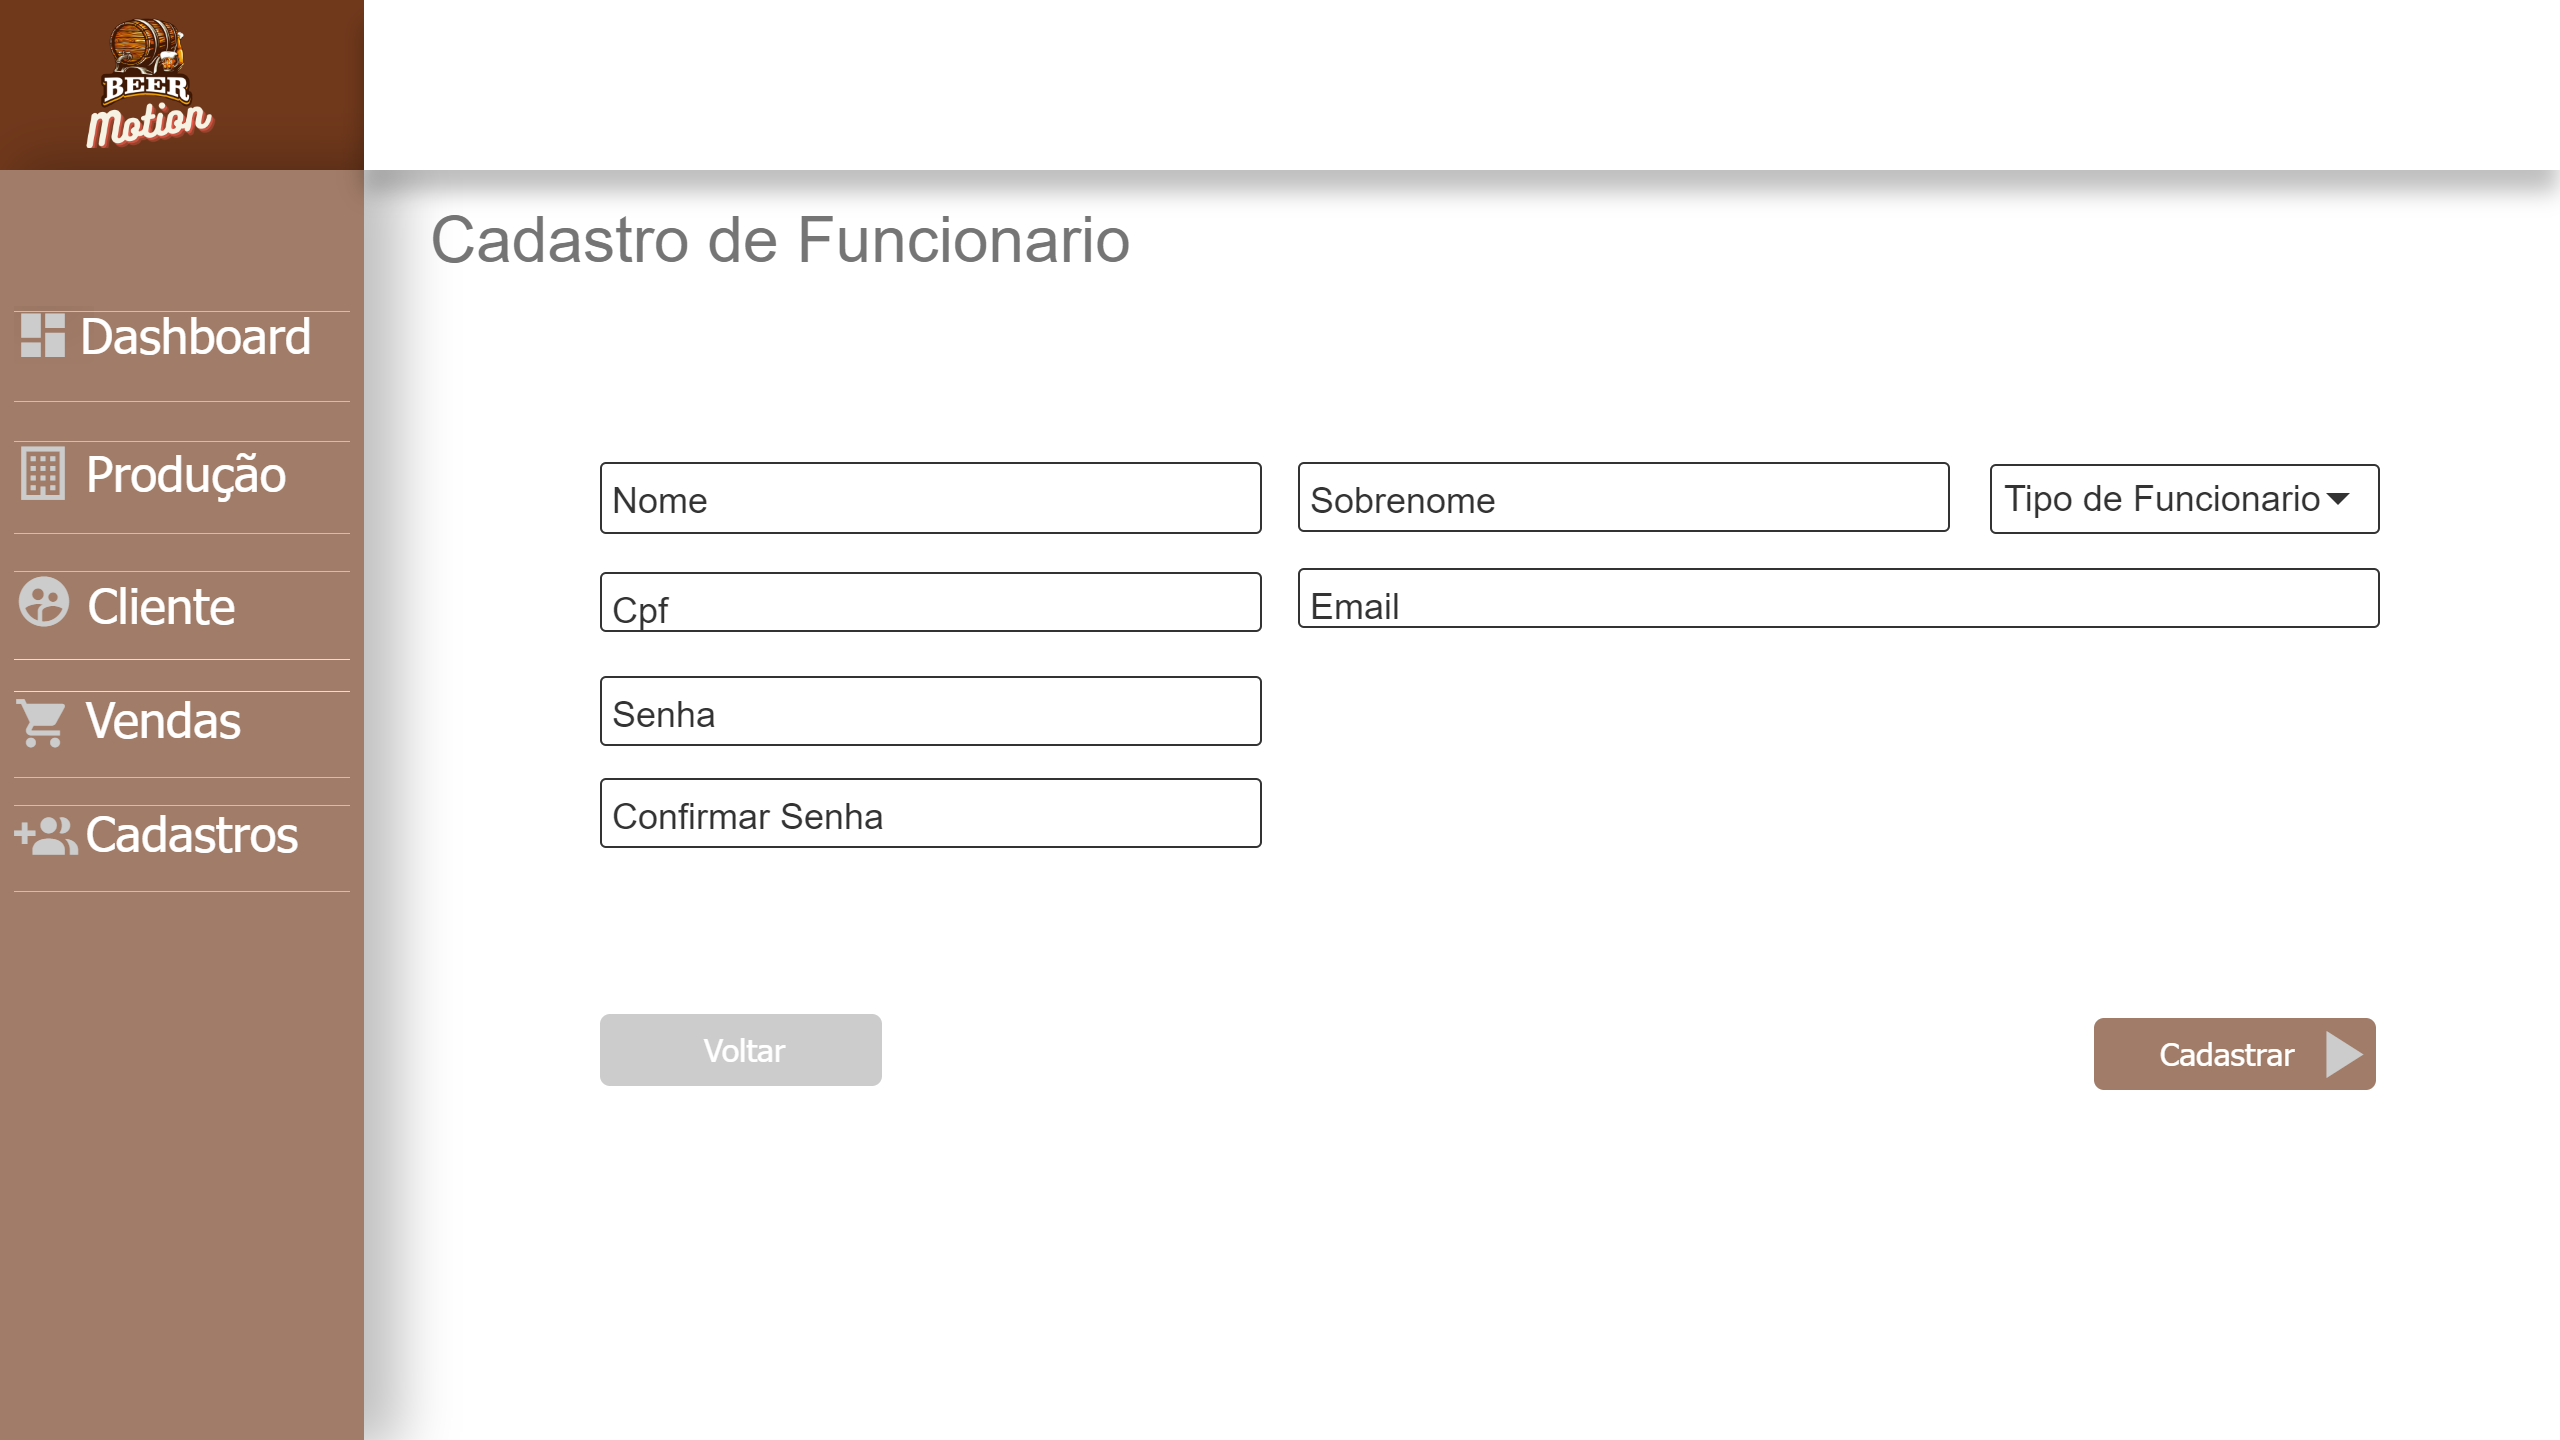 BEER
Motion
Cadastro de Funcionario
Dashboard
Produção
Cliente
Vendas
Cadastros
Nome
Sobrenome
Tipo de Funcionario
Cpf
Email
Senha
Confirmar Senha
Voltar
Cadastrar